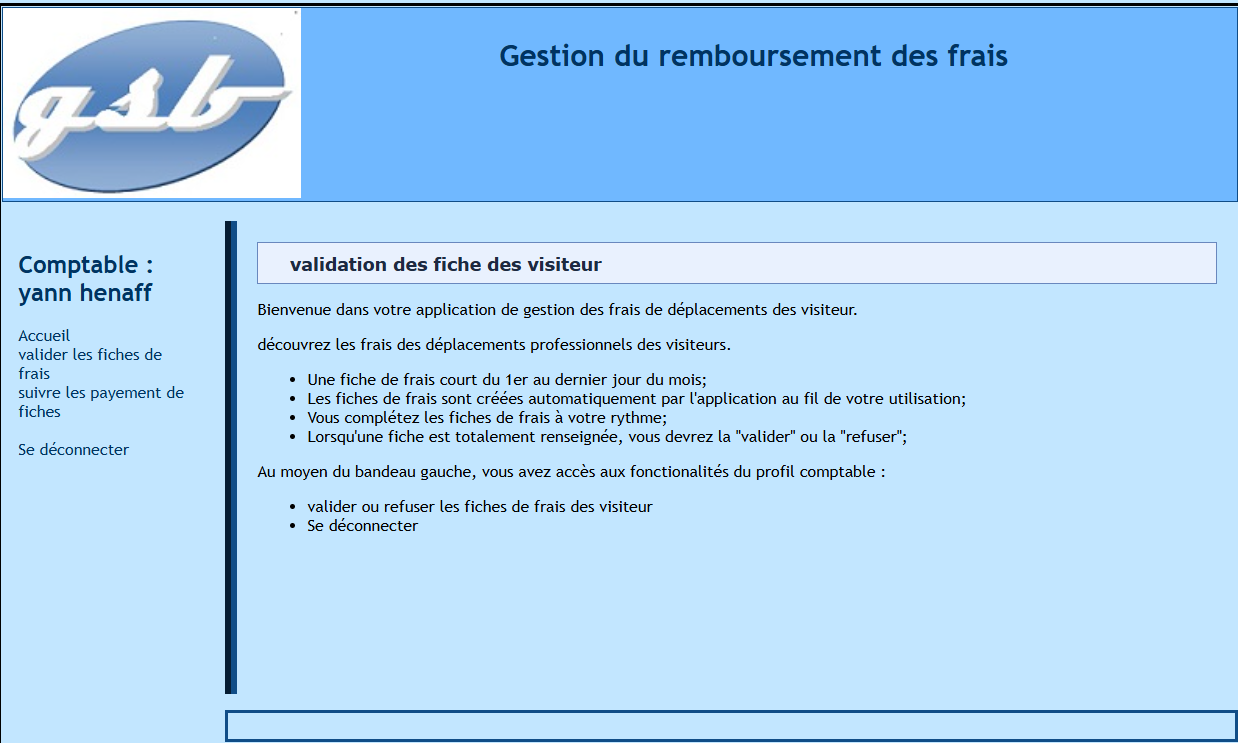 gsb
Gestion du remboursement des frais
Comptable :
yann henaff
Accueil
valider les fiches de
frais
suivre les payement de
fiches
Se déconnecter
validation des fiche des visiteur
Bienvenue dans votre application de gestion des frais de déplacements des visiteur.
découvrez les frais des déplacements professionnels des visiteurs.
• Une fiche de frais court du 1er au dernier jour du mois;
• Les fiches de frais sont créées automatiquement par l'application au fil de votre utilisation;
• Vous complétez les fiches de frais à votre rythme;
• Lorsqu'une fiche est totalement renseignée, vous devrez la "valider" ou la "refuser";
Au moyen du bandeau gauche, vous avez accès aux fonctionalités du profil comptable :
• valider ou refuser les fiches de frais des visiteur
• Se déconnecter